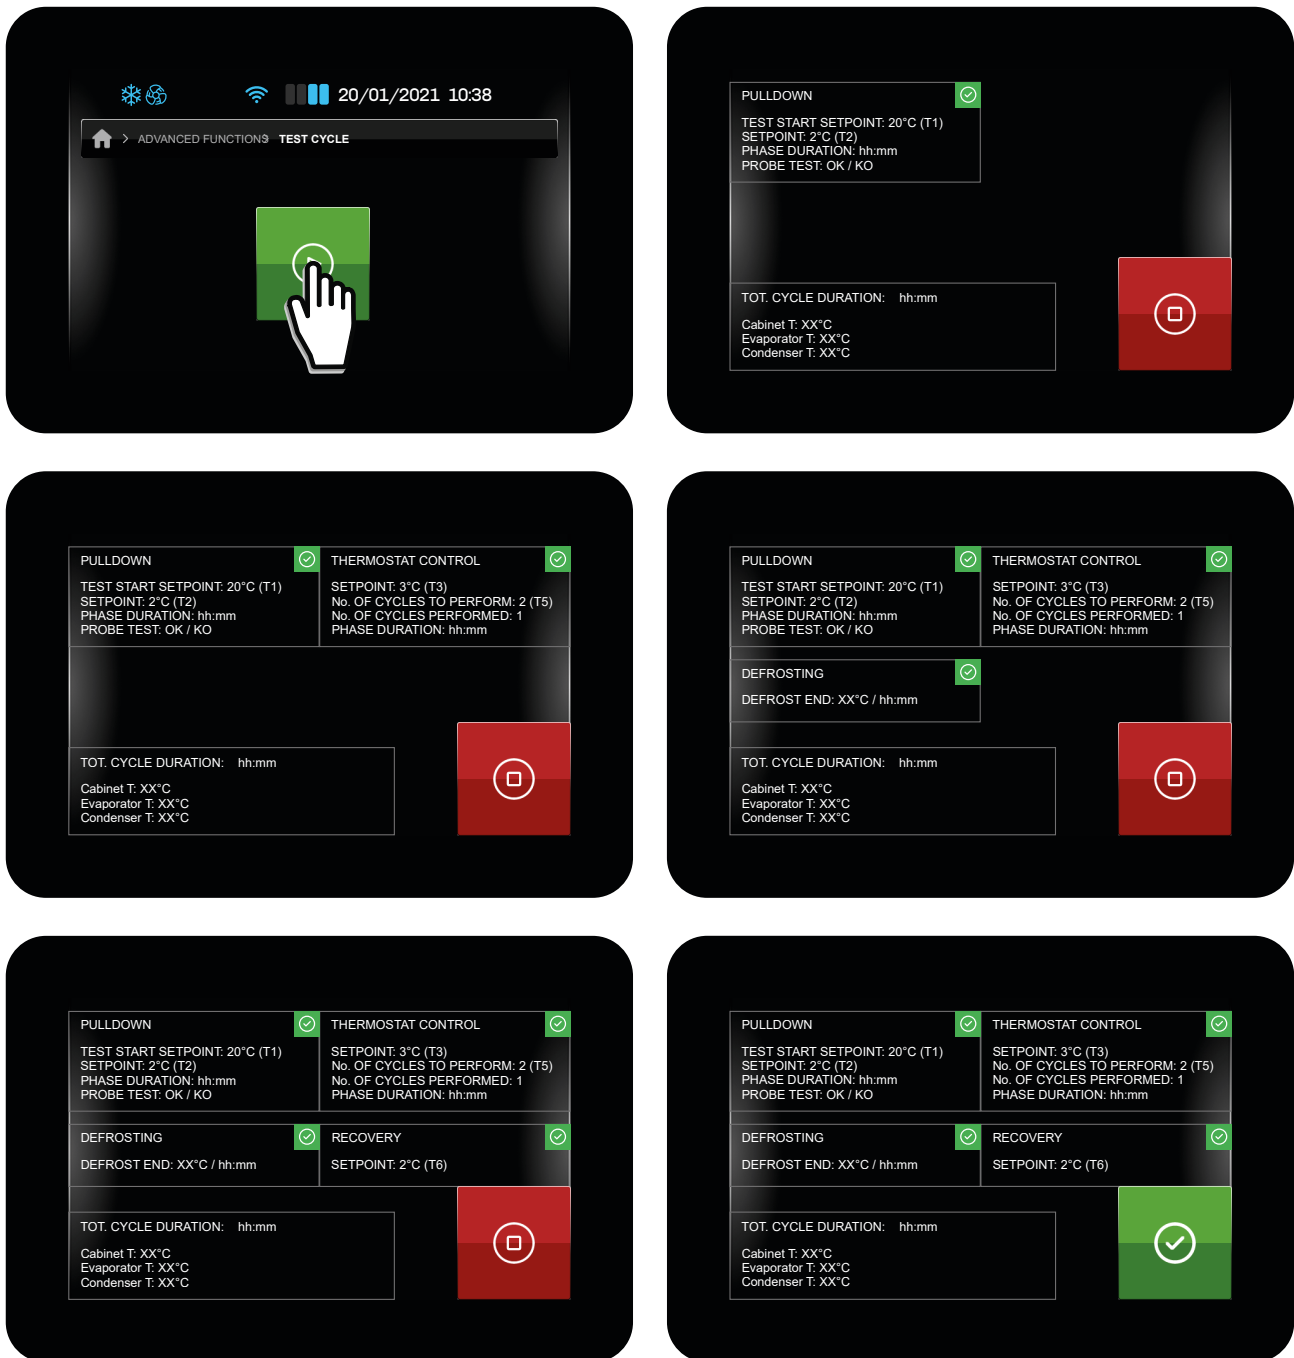 20/01/2021 10:38
ADVANCED FUNCTIONS TEST CYCLE
PULLDOWN
TEST START SETPOINT: 20°C (T1)
SETPOINT: 2°C (T2)
PHASE DURATION: hh:mm
PROBE TEST: OK / KO
TOT. CYCLE DURATION: hh:mm
Cabinet T: XX°C
Evaporator T: XX°C
Condenser T: XX°C
PULLDOWN
TEST START SETPOINT: 20°C (T1)
SETPOINT: 2°C (T2)
PHASE DURATION: hh:mm
PROBE TEST: OK / KO
THERMOSTAT CONTROL
SETPOINT: 3°C (T3)
No. OF CYCLES TO PERFORM: 2 (T5)
No. OF CYCLES PERFORMED: 1
PHASE DURATION: hh:mm
TOT. CYCLE DURATION: hh:mm
Cabinet T: XX°C
Evaporator T: XX°C
Condenser T: XX°C
PULLDOWN
TEST START SETPOINT: 20°C (T1)
SETPOINT: 2°C (T2)
PHASE DURATION: hh:mm
PROBE TEST: OK / KO
THERMOSTAT CONTROL
SETPOINT: 3°C (T3)
No. OF CYCLES TO PERFORM: 2 (T5)
No. OF CYCLES PERFORMED: 1
PHASE DURATION: hh:mm
DEFROSTING
DEFROST END: XX°C / hh:mm
TOT. CYCLE DURATION: hh:mm
Cabinet T: XX°C
Evaporator T: XX°C
Condenser T: XX°C
PULLDOWN
TEST START SETPOINT: 20°C (T1)
SETPOINT: 2°C (T2)
PHASE DURATION: hh:mm
PROBE TEST: OK / KO
THERMOSTAT CONTROL
SETPOINT: 3°C (T3)
No. OF CYCLES TO PERFORM: 2 (T5)
No. OF CYCLES PERFORMED: 1
PHASE DURATION: hh:mm
DEFROSTING
DEFROST END: XX°C / hh:mm
RECOVERY
SETPOINT: 2°C (T6)
TOT. CYCLE DURATION: hh:mm
Cabinet T: XX°C
Evaporator T: XX°C
Condenser T: XX°C
PULLDOWN
TEST START SETPOINT: 20°C (T1)
SETPOINT: 2°C (T2)
PHASE DURATION: hh:mm
PROBE TEST: OK / KO
THERMOSTAT CONTROL
SETPOINT: 3°C (T3)
No. OF CYCLES TO PERFORM: 2 (T5)
No. OF CYCLES PERFORMED: 1
PHASE DURATION: hh:mm
DEFROSTING
DEFROST END: XX°C / hh:mm
RECOVERY
SETPOINT: 2°C (T6)
TOT. CYCLE DURATION: hh:mm
Cabinet T: XX°C
Evaporator T: XX°C
Condenser T: XX°C